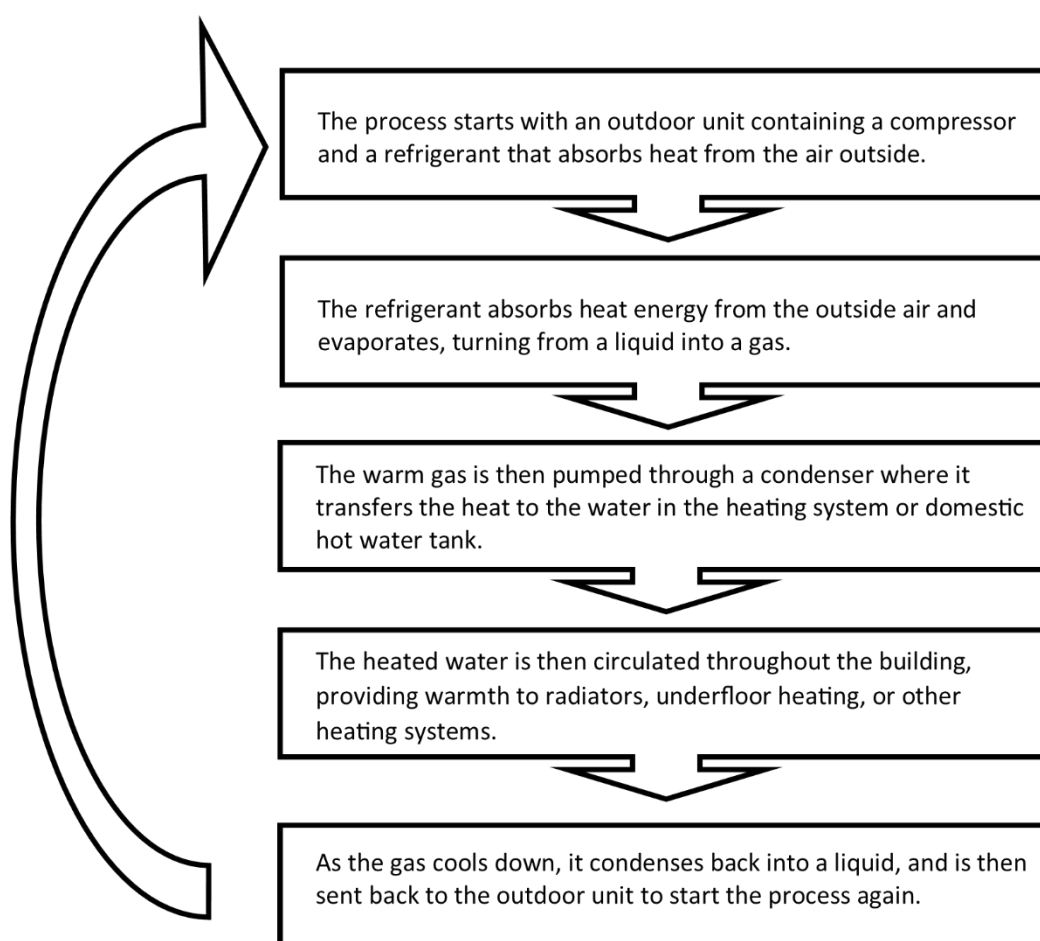 The process starts with an outdoor unit containing a compressor
and a refrigerant that absorbs heat from the air outside.
The refrigerant absorbs heat energy from the outside air and
evaporates, turning from a liquid into a gas.
The warm gas is then pumped through a condenser where it
transfers the heat to the water in the heating system or domestic
hot water tank.
The heated water is then circulated throughout the building,
providing warmth to radiators, underfloor heating, or other
heating systems.
As the gas cools down, it condenses back into a liquid, and is then
sent back to the outdoor unit to start the process again.